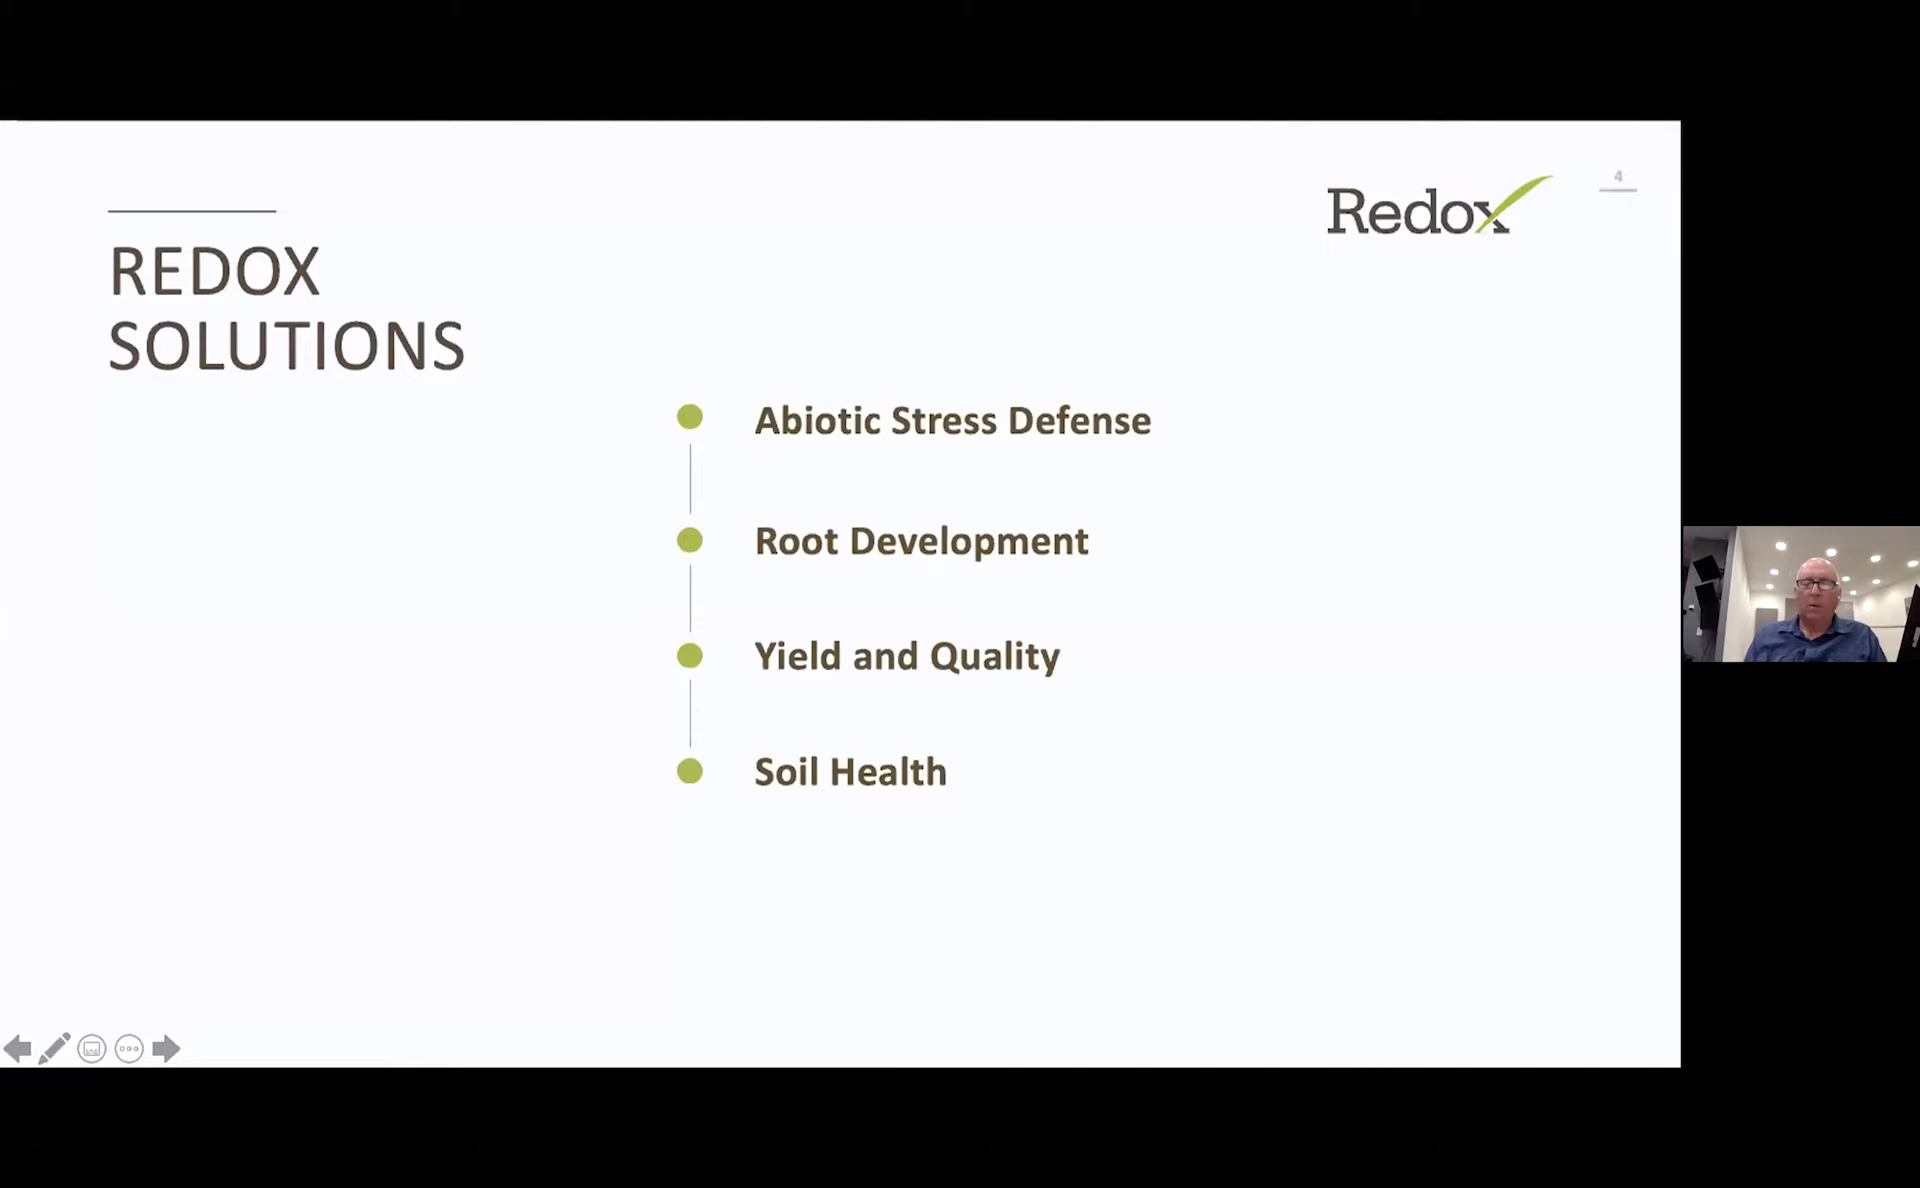 Redox
4
REDOX
SOLUTIONS
Abiotic Stress Defense
Root Development
Yield and Quality
Soil Health